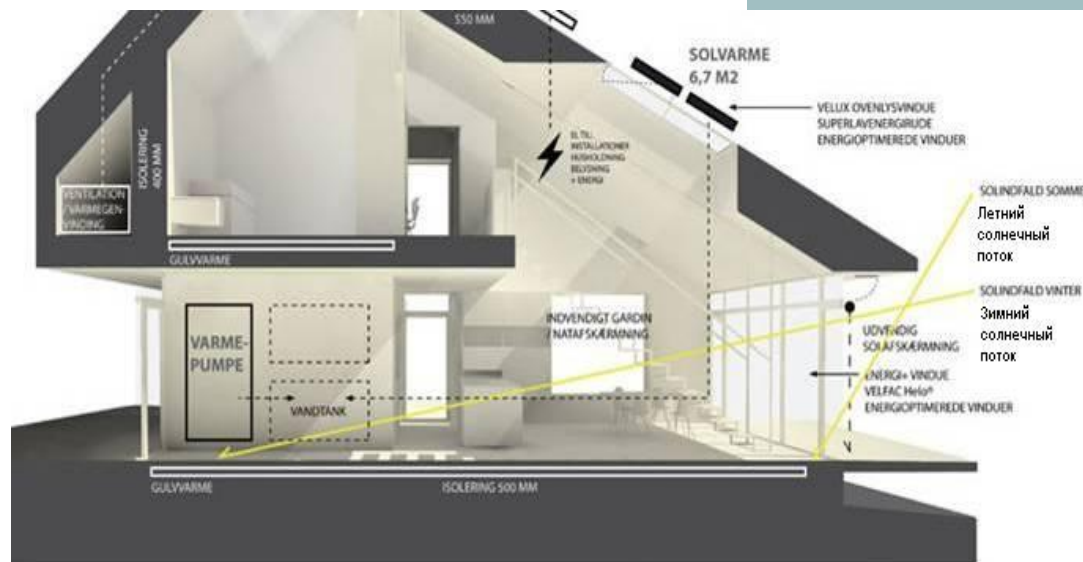 550 MM
SOLVARME
6,7 M2
VELUX OVENLYSVINDUE
SUPERLAVENERGIRUDE
ENERGIOPTIMEREDE VINDUER
EL TIL:
INSTALLATIONER
HUSHOLDNING
BELYSNING
+ ENERGI
ISOLERING
400 MM
VENTILATION
/VARMEGEN-
VINDING
SOLINDFALD SOMME
Летний
солнечный
поток
GULVVARME
SOLINDFALD VINTER
Зимний
солнечный
поток
INDVENDIGT GARDIN
/ NATAFSKÆRMNING
UDVENDIG
SOLAFSKÆRMNING
VARME-
PUMPE
ENERGI+ VINDUE
VELFAC Helo®
ENERGIOPTIMEREDE VINDUER
VANDTANK
GULVVARME
ISOLERING 500 MM